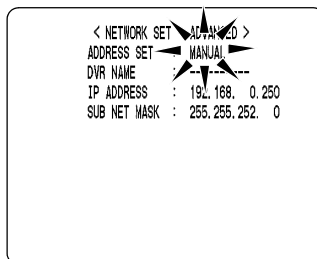 < NETWORK SET ADVANCED >
ADDRESS SET MANUAL
DVR NAME : ----------
IP ADDRESS : 192.168. 0.250
SUB NET MASK : 255.255.252. 0